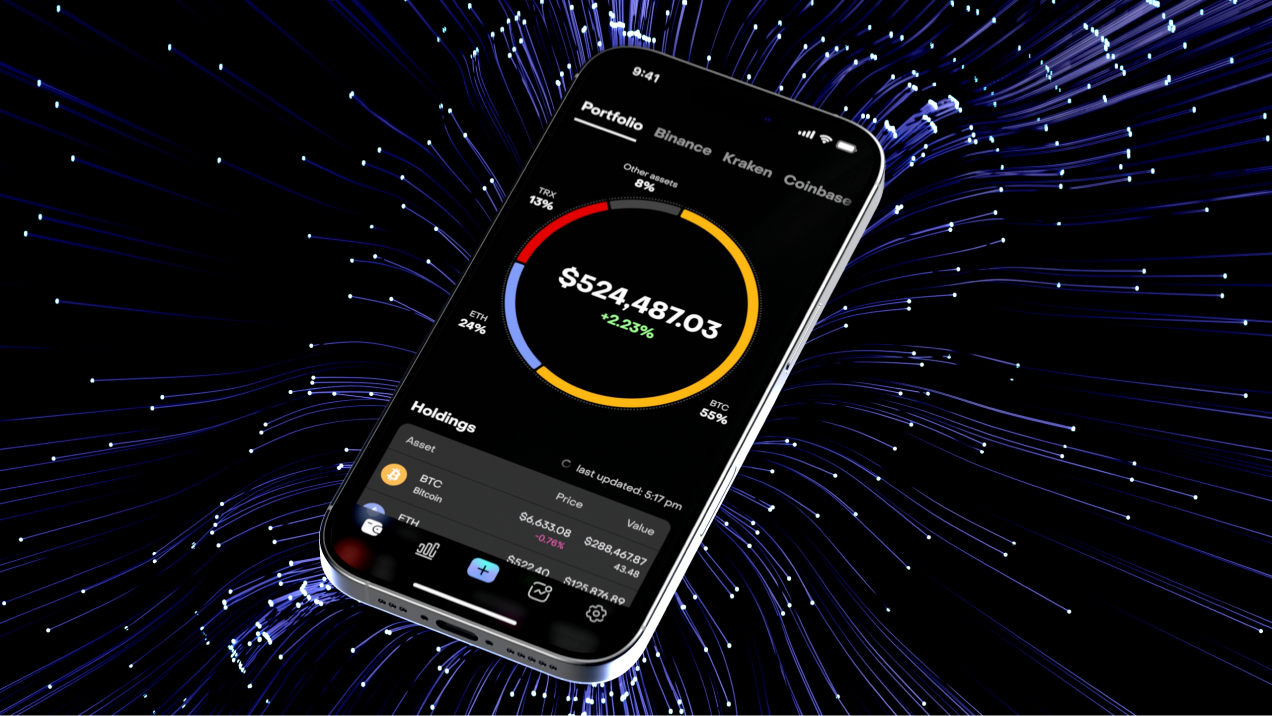 9:41
Portfolio Binance Kraken Coinbase
Other assets
8%
TRX
13%
$524,487.03
+2.23%
ETH
24%
BTC
55%
Holdings
last updated: 5:17 pm
Asset Price Value
BTC $6,633.08 $288,467.87
Bitcoin -0.76% 43.48
ETH $522.40 $125,876.89